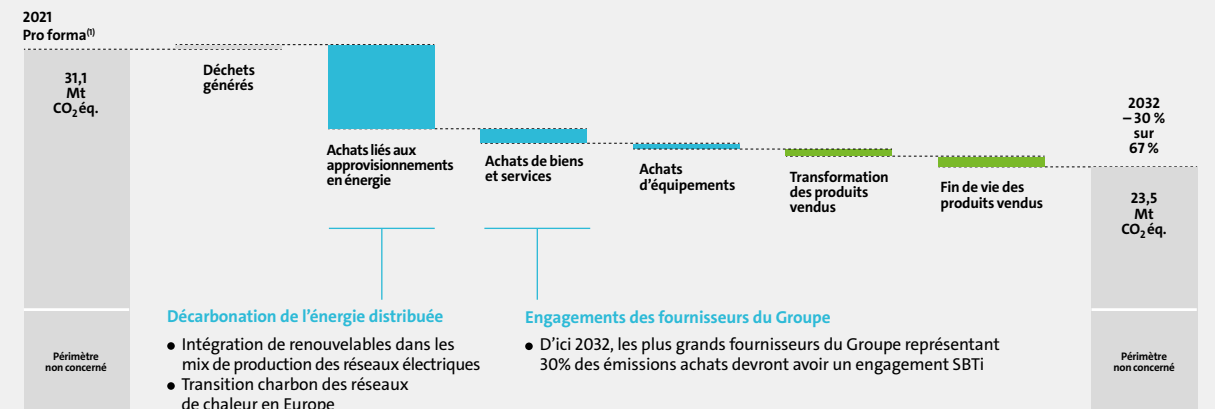 2021
Pro forma(1)
31,1
Mt
CO2 éq.
Déchets
générés
Achats liés aux
approvisionnements
en énergie
Achats de biens
et services
Achats
d’équipements
Transformation
des produits
vendus
Fin de vie des
produits vendus
2032
– 30 %
sur
67 %
23,5
Mt
CO2 éq.
Périmètre
non concerné
Décarbonation de l’énergie distribuée
● Intégration de renouvelables dans les
mix de production des réseaux électriques
● Transition charbon des réseaux
de chaleur en Europe
Engagements des fournisseurs du Groupe
● D’ici 2032, les plus grands fournisseurs du Groupe représentant
30% des émissions achats devront avoir un engagement SBTi
Périmètre
non concerné